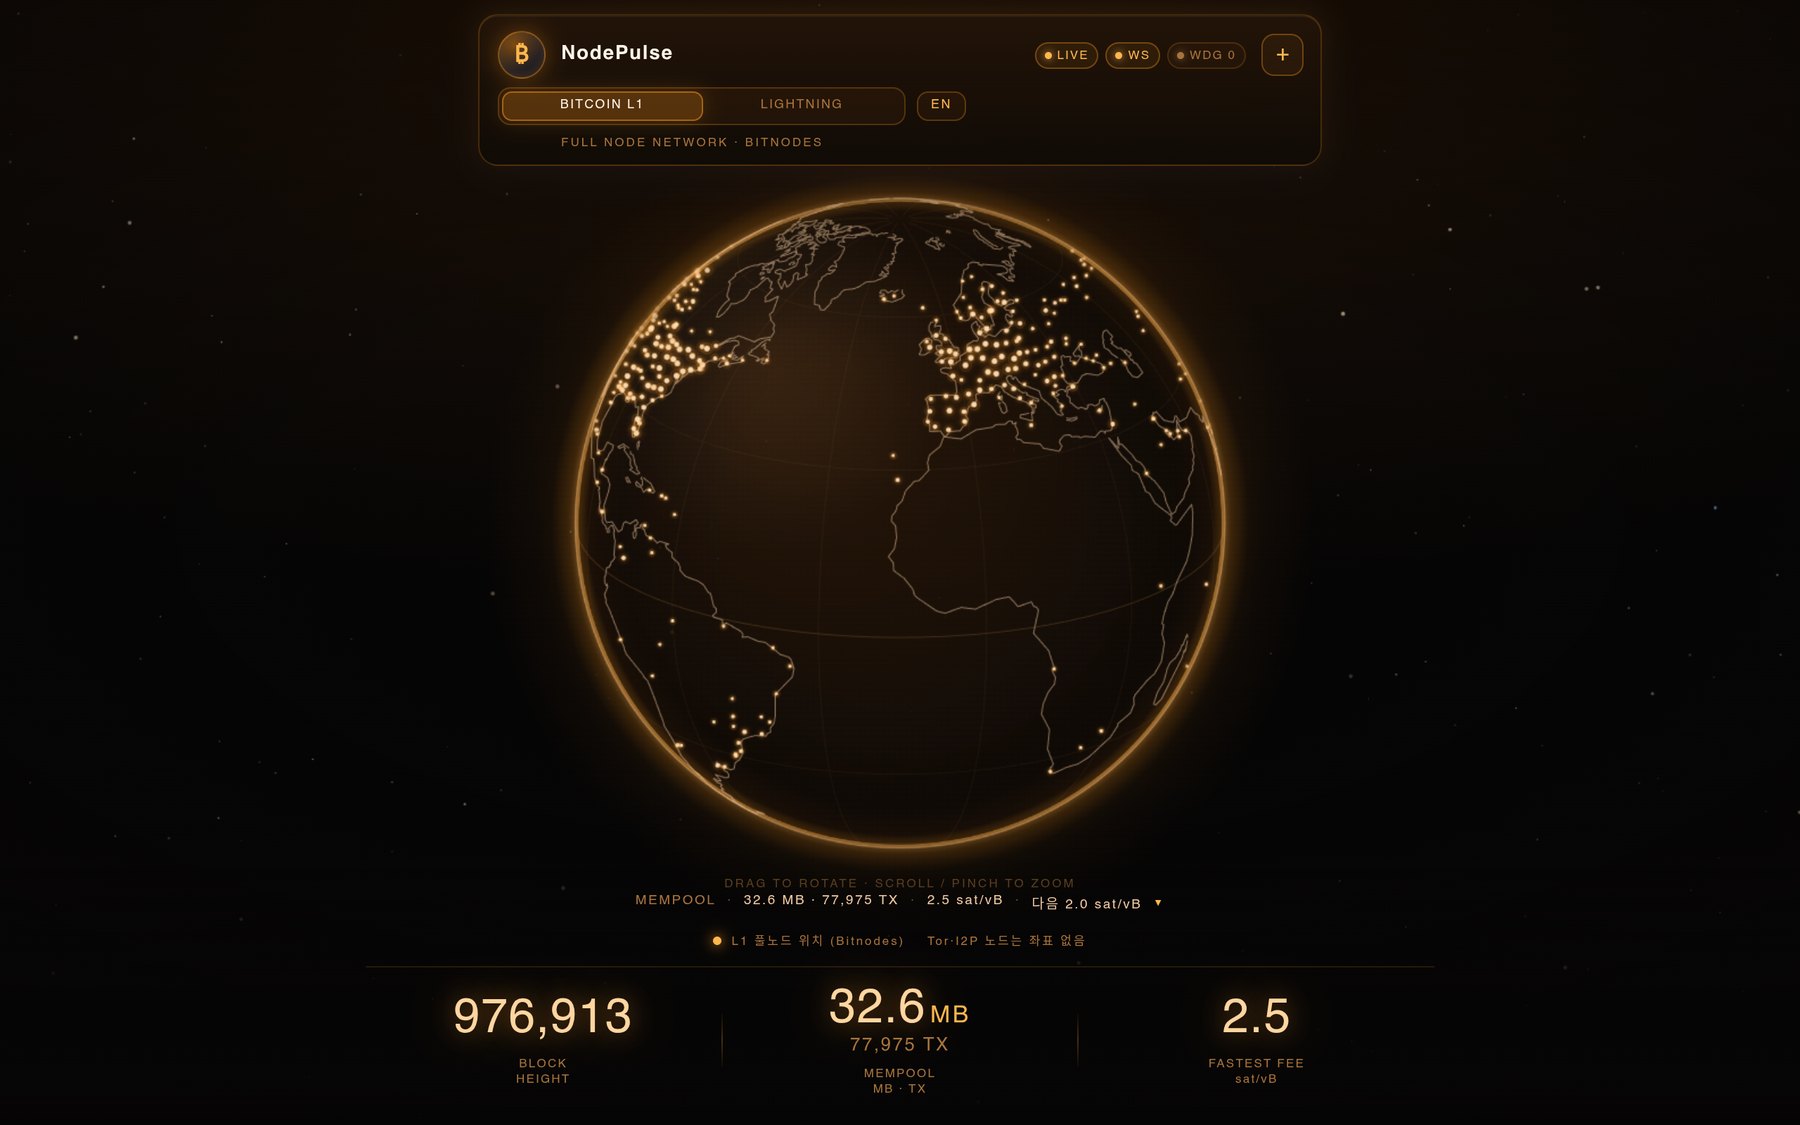 ₿ NodePulse
LIVE WS WDG 0 +
BITCOIN L1 LIGHTNING EN
FULL NODE NETWORK · BITNODES
DRAG TO ROTATE · SCROLL / PINCH TO ZOOM
MEMPOOL · 32.6 MB · 77,975 TX · 2.5 sat/vB · 다음 2.0 sat/vB ▼
L1 풀노드 위치 (Bitnodes) Tor·I2P 노드는 좌표 없음
976,913
BLOCK
HEIGHT
32.6 MB
77,975 TX
MEMPOOL
MB · TX
2.5
FASTEST FEE
sat/vB